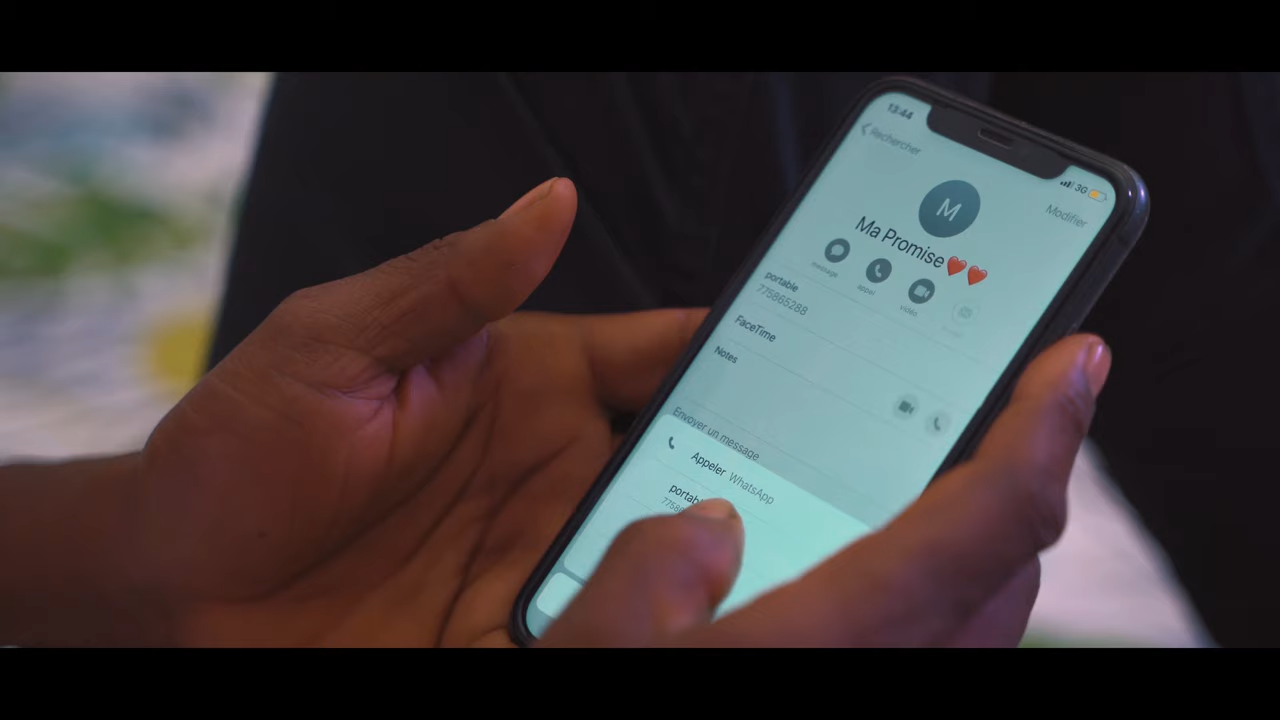 13:44
3G
Rechercher
Modifier
M
Ma Promise❤️❤️
message
appel
vidéo
portable
775865288
FaceTime
Notes
Envoyer un message
Appeler WhatsApp